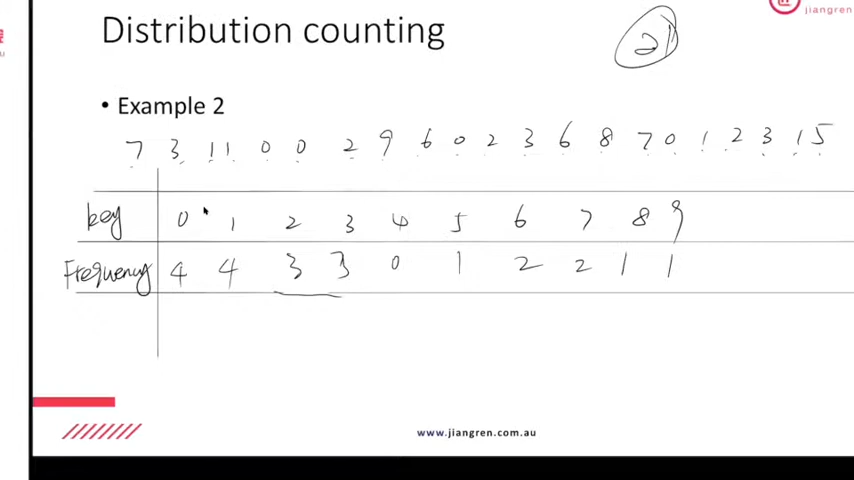 jiangren
Distribution counting
21
• Example 2
7 3 1 1 0 0 2 9 6 0 2 3 6 8 7 0 1 2 3 1 5
key 0 1 2 3 4 5 6 7 8 9
Frequency 4 4 3 3 0 1 2 2 1 1
www.jiangren.com.au